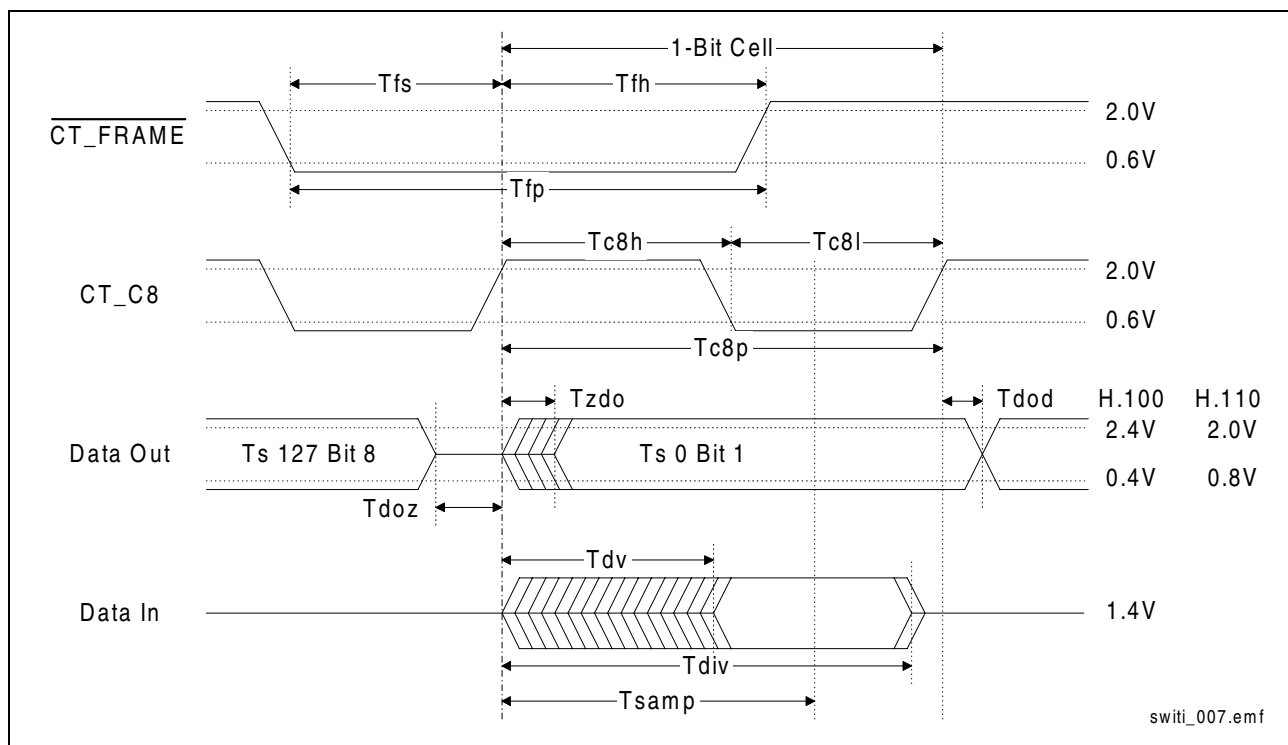 1-Bit Cell
Tfs
Tfh
CT_FRAME
2.0V
0.6V
Tfp
Tc8h
Tc8l
CT_C8
2.0V
0.6V
Tc8p
Tzdo
Tdod
H.100 H.110
Data Out
Ts 127 Bit 8
Ts 0 Bit 1
2.4V 2.0V
0.4V 0.8V
Tdoz
Tdv
Data In
1.4V
Tdiv
Tsamp
switi_007.emf